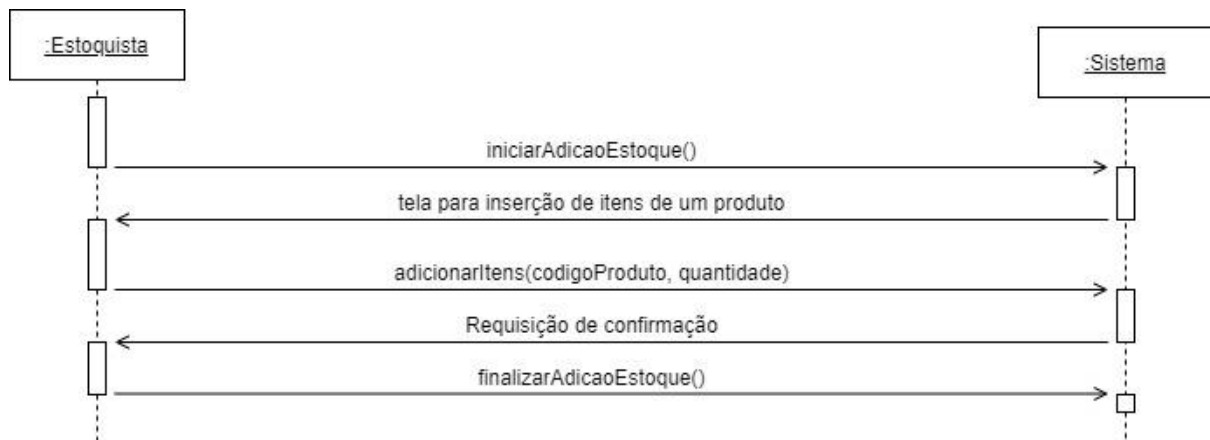 :Estoquista
:Sistema
iniciarAdicaoEstoque()
tela para inserção de itens de um produto
adicionarItens(codigoProduto, quantidade)
Requisição de confirmação
finalizarAdicaoEstoque()